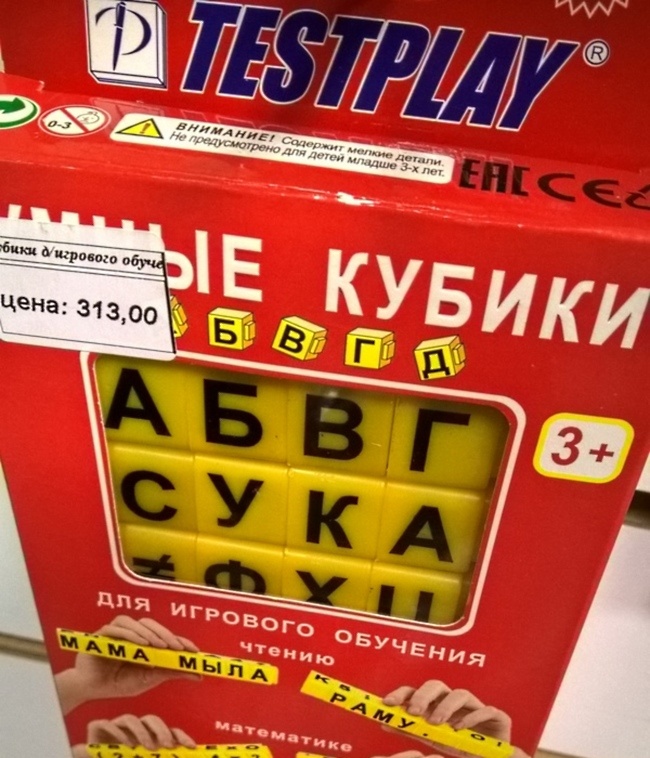 TESTPLAY®
0-3
ВНИМАНИЕ! Содержит мелкие детали.
Не предусмотрено для детей младше 3-х лет.
EAC CE
ЫЕ КУБИКИ
д/игрового обуче
цена: 313,00
Б В Г Д
А Б В Г
С У К А
≠ Ф Х Ц
3+
ДЛЯ ИГРОВОГО ОБУЧЕНИЯ
чтению
МАМА МЫЛА
РАМУ.
математике